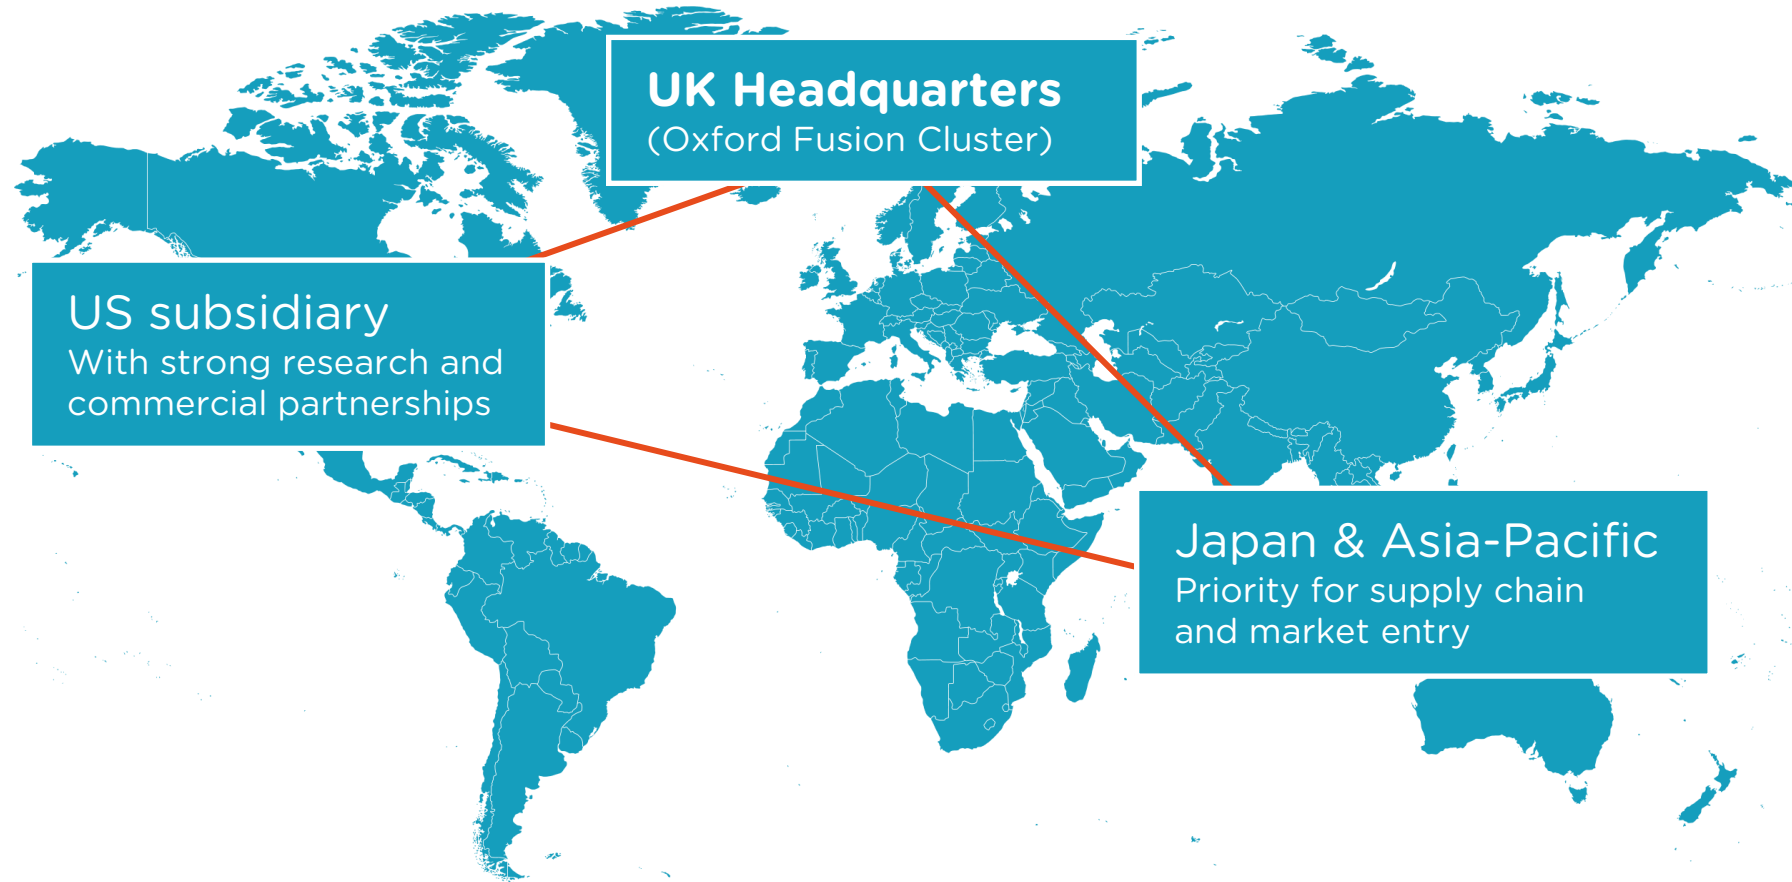 UK Headquarters
(Oxford Fusion Cluster)
US subsidiary
With strong research and
commercial partnerships
Japan & Asia-Pacific
Priority for supply chain
and market entry